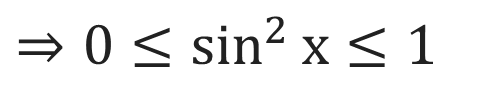 ⇒ 0 ≤ sin² x ≤ 1